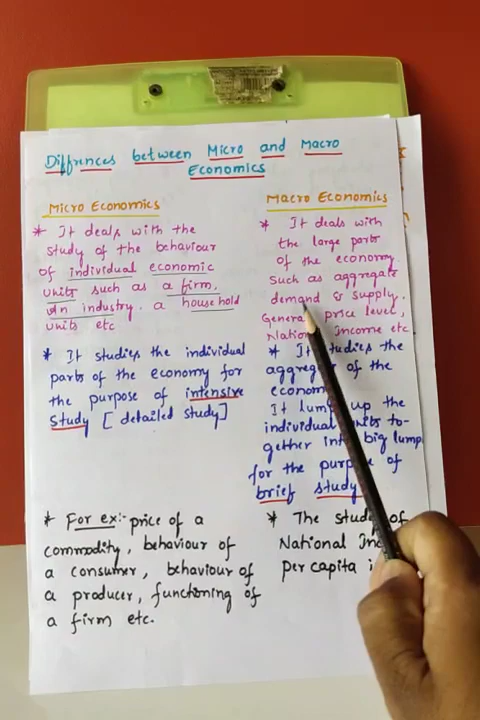 Diffrences between Micro and Macro
Economics
Micro Economics
* It deals with the
study of the behaviour
of individual economic
units such as a firm,
an industry, a household
units etc
* It studies the individual
parts of the economy for
the purpose of intensive
study [detailed study]
* For ex:- price of a
commodity, behaviour of
a consumer, behaviour of
a producer, functioning of
a firm etc.
Macro Economics
* It deals with
the large parts
of the economy
such as aggregate
demand & supply.
General price level,
National Income etc
* It studies the
of the
It lump up the
individual units to-
gether into big lump
for the purpose of
brief study
* The study of
National
per capita